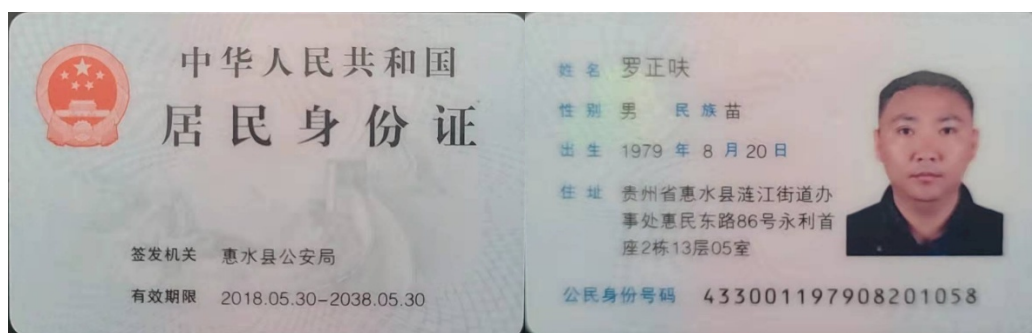 中华人民共和国
居民身份证
签发机关 惠水县公安局
有效期限 2018.05.30-2038.05.30
姓名 罗正呋
性别 男 民族 苗
出生 1979 年 8 月 20 日
住址 贵州省惠水县涟江街道办
事处惠民东路86号永利首
座2栋13层05室
公民身份号码 433001197908201058